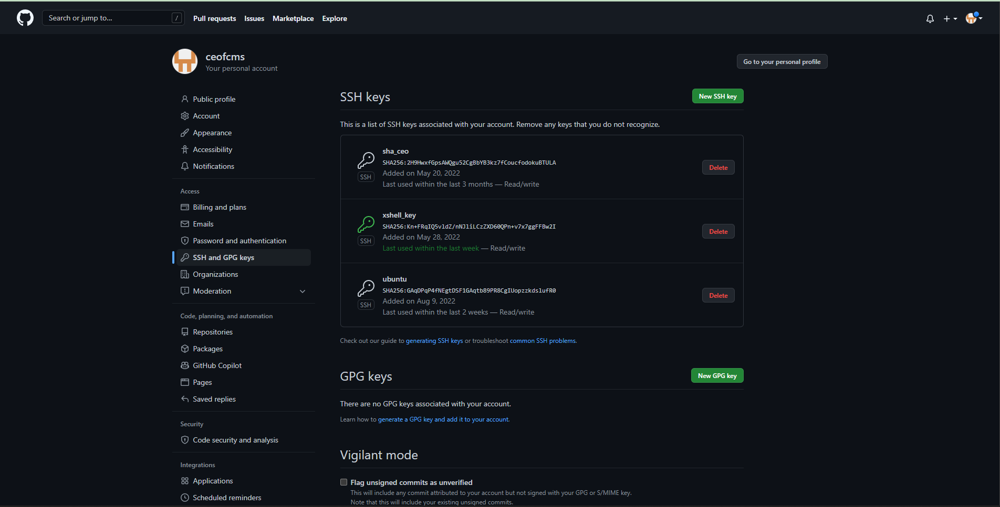 Search or jump to...
/
Pull requests
Issues
Marketplace
Explore
ceofcms
Your personal account
Go to your personal profile
Public profile
Account
Appearance
Accessibility
Notifications
Access
Billing and plans
Emails
Password and authentication
SSH and GPG keys
Organizations
Moderation
Code, planning, and automation
Repositories
Packages
GitHub Copilot
Pages
Saved replies
Security
Code security and analysis
Integrations
Applications
Scheduled reminders
SSH keys
New SSH key
This is a list of SSH keys associated with your account. Remove any keys that you do not recognize.
sha_ceo
SHA256:2H9HwxfGpsAWQgu52CgBbYB3kz7fCoucfodokuBTULA
Added on May 20, 2022
Last used within the last 3 months — Read/write
SSH
Delete
xshell_key
SHA256:Kn+FRqIQ5vldZ/nNJliLCzZXD60QPn+v7x7ggFFBw2I
Added on May 28, 2022
Last used within the last week — Read/write
SSH
Delete
ubuntu
SHA256:GAqDPqP4fNEgtDSF1GAqtb89PR8CgIUopzzkdslufR0
Added on Aug 9, 2022
Last used within the last 2 weeks — Read/write
SSH
Delete
Check out our guide to generating SSH keys or troubleshoot common SSH problems.
GPG keys
New GPG key
There are no GPG keys associated with your account.
Learn how to generate a GPG key and add it to your account.
Vigilant mode
Flag unsigned commits as unverified
This will include any commit attributed to your account but not signed with your GPG or S/MIME key.
Note that this will include your existing unsigned commits.